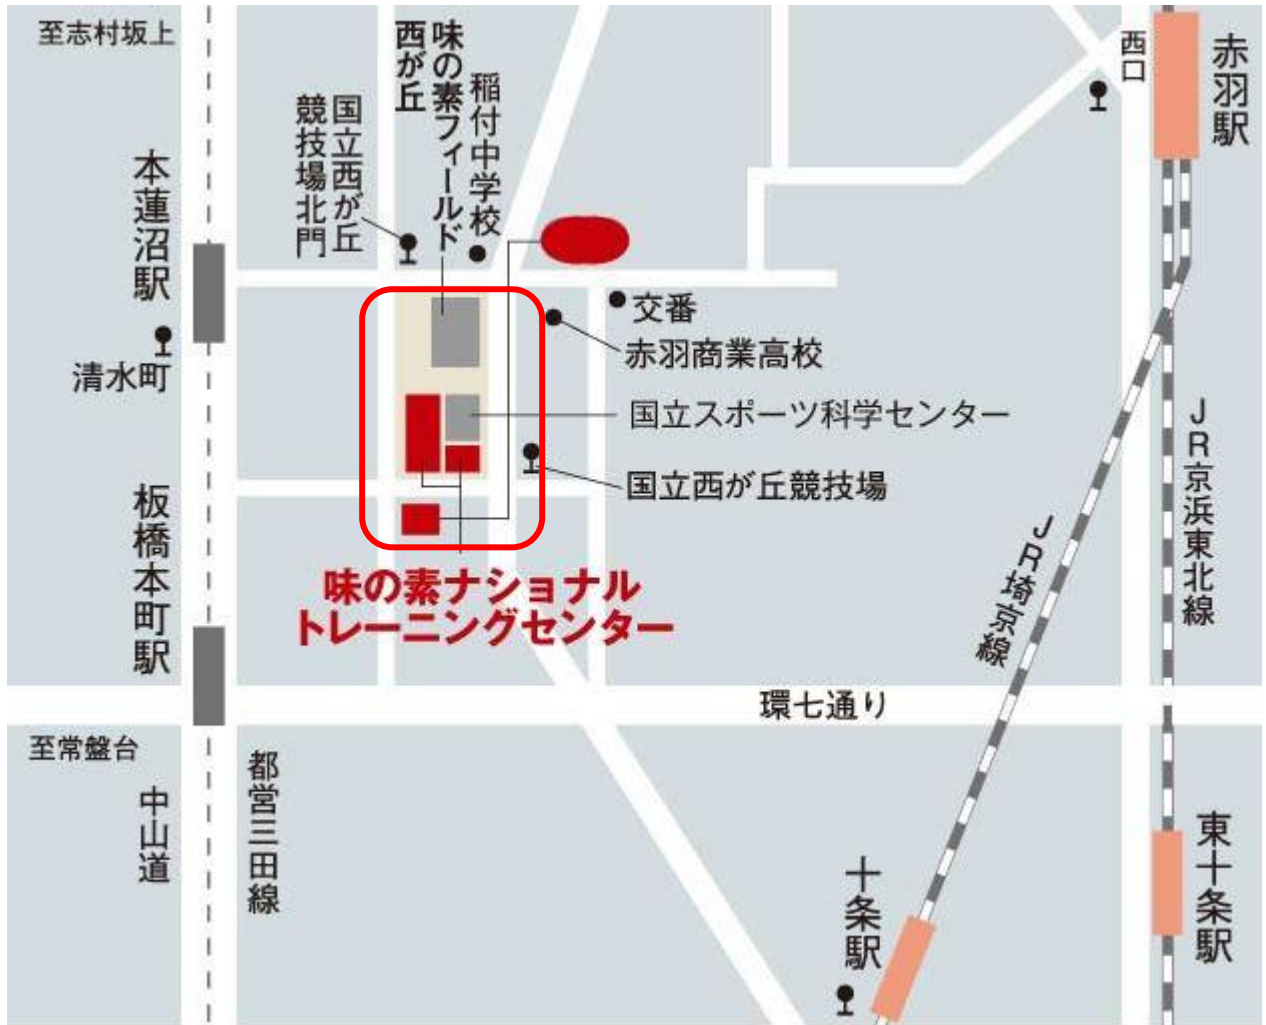 至志村坂上
味の素フィールド
西が丘
稲付中学校
国立西が丘
競技場北門
西口
赤羽駅
本蓮沼駅
清水町
交番
赤羽商業高校
国立スポーツ科学センター
国立西が丘競技場
JR京浜東北線
JR埼京線
板橋本町駅
味の素ナショナル
トレーニングセンター
環七通り
至常盤台
中山道
都営三田線
十条駅
東十条駅